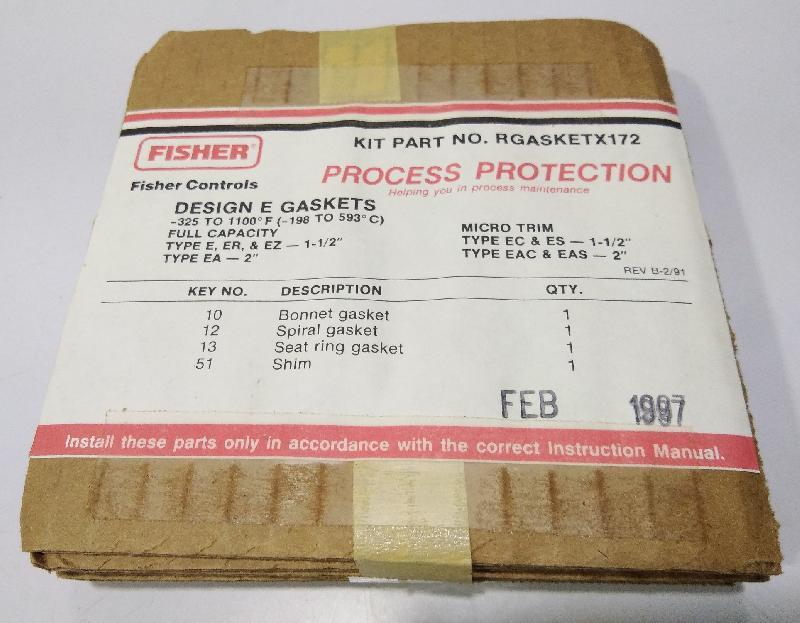 KIT PART NO. RGASKETX172
FISHER
Fisher Controls
PROCESS PROTECTION
Helping you in process maintenance
DESIGN E GASKETS
-325 TO 1100°F (-198 TO 593°C)
FULL CAPACITY
TYPE E, ER, & EZ — 1-1/2"
TYPE EA — 2"
MICRO TRIM
TYPE EC & ES — 1-1/2"
TYPE EAC & EAS — 2"
REV B-2/91
KEY NO. DESCRIPTION QTY.
10 Bonnet gasket 1
12 Spiral gasket 1
13 Seat ring gasket 1
51 Shim 1
FEB 1997
Install these parts only in accordance with the correct Instruction Manual.